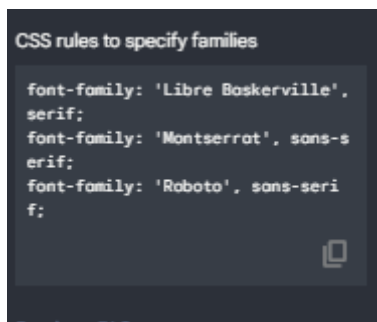 CSS rules to specify families
font-family: 'Libre Baskerville',
serif;
font-family: 'Montserrat', sans-s
erif;
font-family: 'Roboto', sans-seri
f;